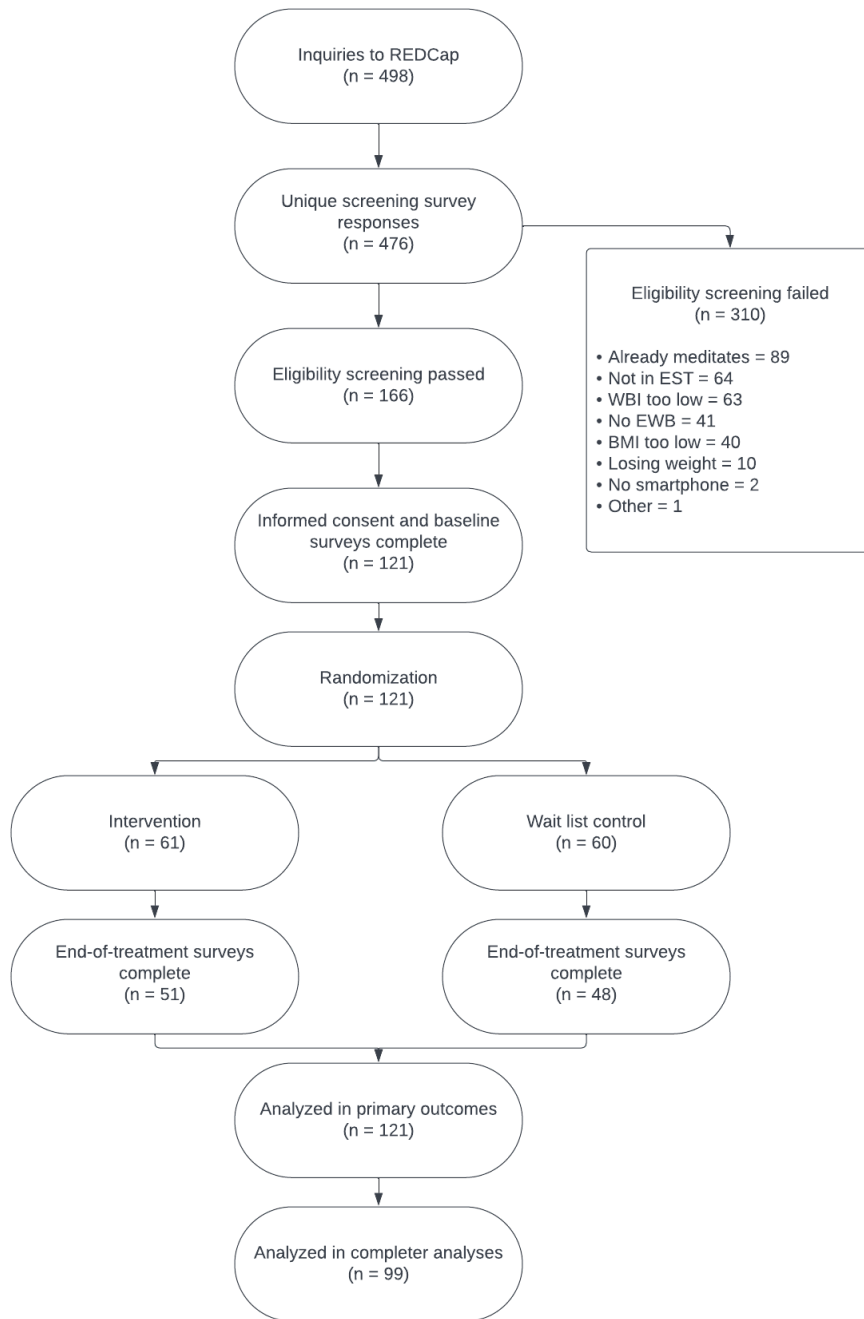 Inquiries to REDCap
(n = 498)
Unique screening survey
responses
(n = 476)
Eligibility screening failed
(n = 310)
• Already meditates = 89
• Not in EST = 64
• WBI too low = 63
• No EWB = 41
• BMI too low = 40
• Losing weight = 10
• No smartphone = 2
• Other = 1
Eligibility screening passed
(n = 166)
Informed consent and baseline
surveys complete
(n = 121)
Randomization
(n = 121)
Intervention
(n = 61)
Wait list control
(n = 60)
End-of-treatment surveys
complete
(n = 51)
End-of-treatment surveys
complete
(n = 48)
Analyzed in primary outcomes
(n = 121)
Analyzed in completer analyses
(n = 99)